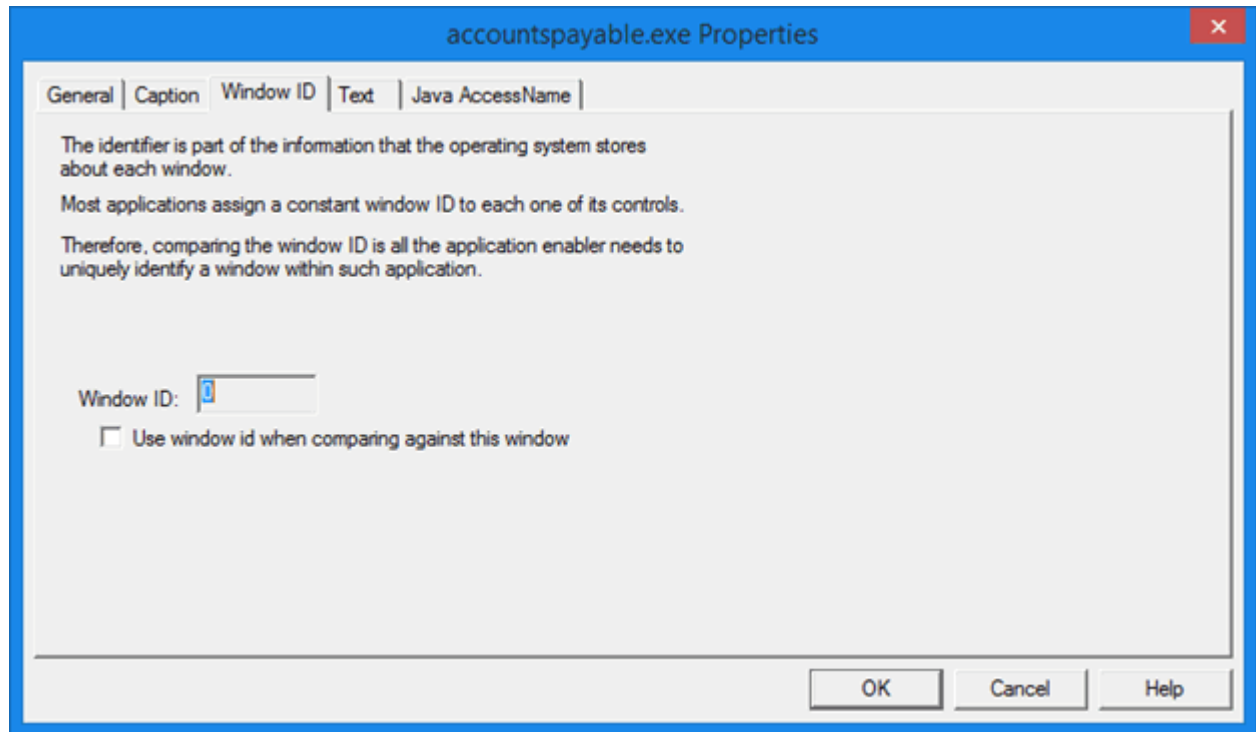 accountspayable.exe Properties
General Caption Window ID Text Java AccessName
The identifier is part of the information that the operating system stores
about each window.
Most applications assign a constant window ID to each one of its controls.
Therefore, comparing the window ID is all the application enabler needs to
uniquely identify a window within such application.
Window ID: 0
Use window id when comparing against this window
OK Cancel Help